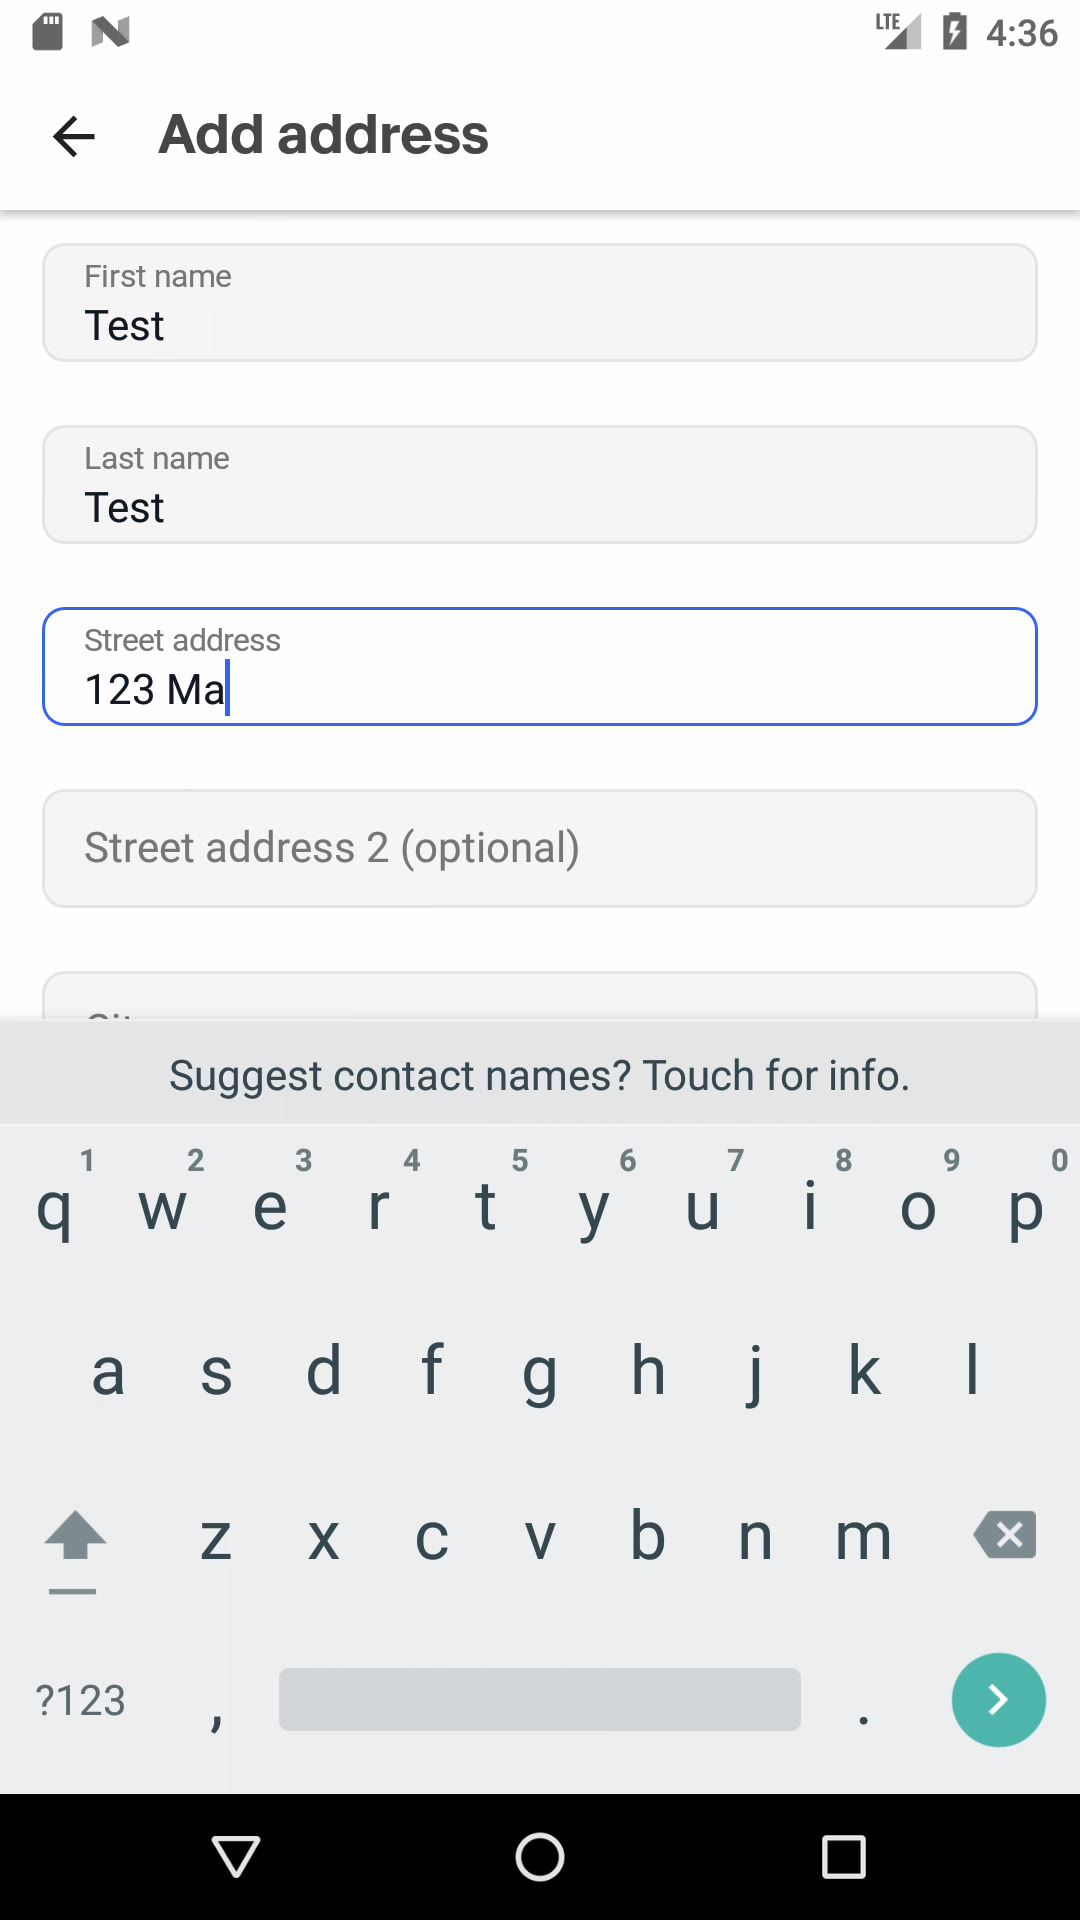 LTE 4:36
Add address
First name
Test
Last name
Test
Street address
123 Ma
Street address 2 (optional)
Suggest contact names? Touch for info.
1 2 3 4 5 6 7 8 9 0
q w e r t y u i o p
a s d f g h j k l
z x c v b n m
?123 , .